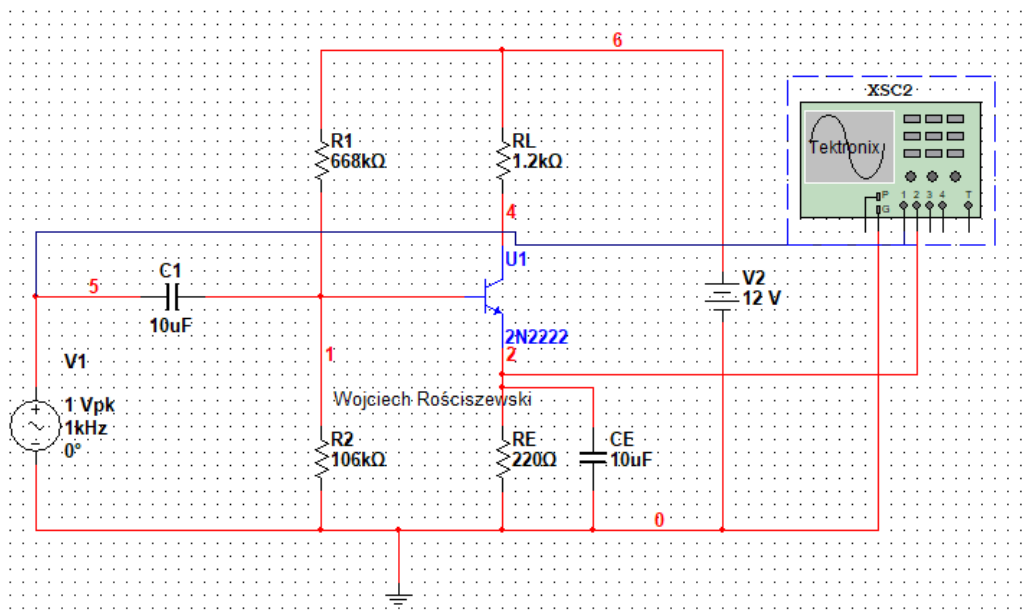 6
XSC2
R1
668kΩ
RL
1.2kΩ
Tektronix
P
G
1 2 3 4 T
4
U1
C1
5
10uF
V2
12 V
2N2222
2
1
V1
Wojciech Rościszewski
1 Vpk
1kHz
0°
R2
106kΩ
RE
220Ω
CE
10uF
0